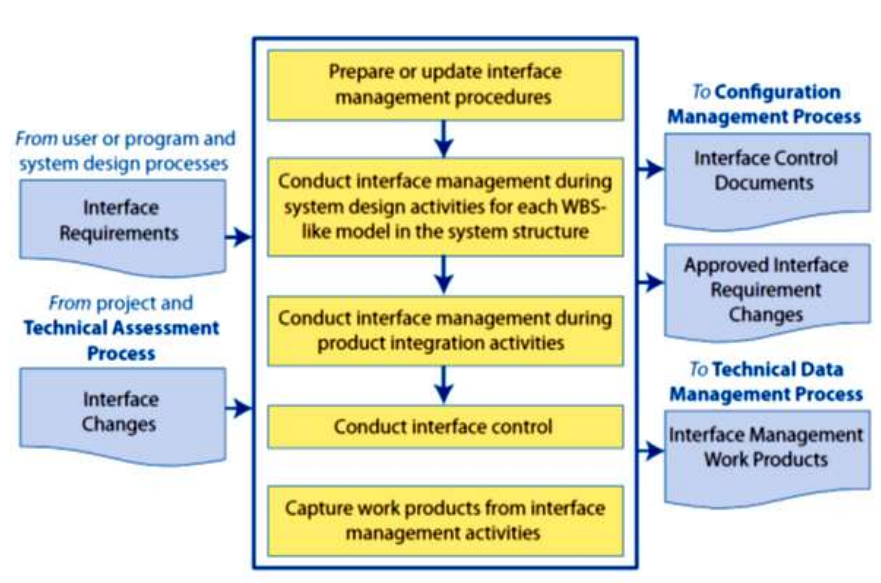 From user or program and
system design processes
Interface
Requirements
From project and
Technical Assessment
Process
Interface
Changes
Prepare or update interface
management procedures
Conduct interface management during
system design activities for each WBS-
like model in the system structure
Conduct interface management during
product integration activities
Conduct interface control
Capture work products from interface
management activities
To Configuration
Management Process
Interface Control
Documents
Approved Interface
Requirement
Changes
To Technical Data
Management Process
Interface Management
Work Products